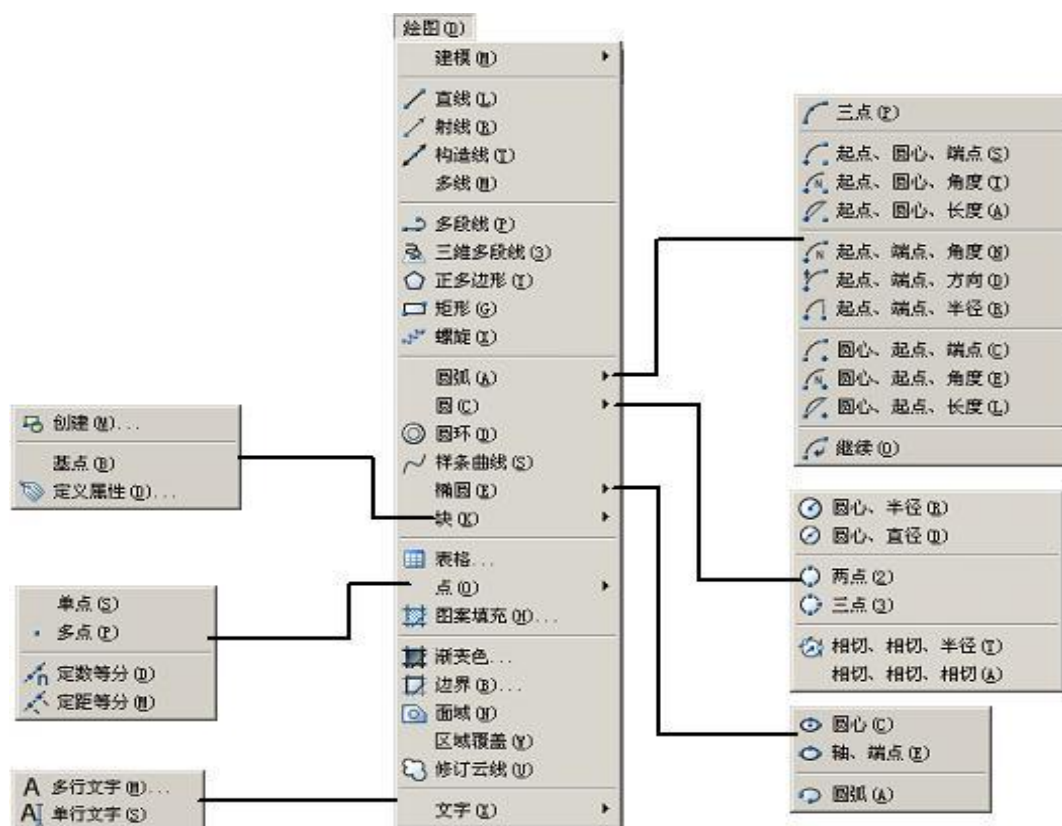 绘图(D)
建模(M)
直线(L)
射线(R)
构造线(T)
多线(M)
多段线(P)
三维多段线(3)
正多边形(Y)
矩形(G)
螺旋(I)
圆弧(A)
圆(C)
圆环(D)
样条曲线(S)
椭圆(E)
块(K)
表格...
点(O)
图案填充(H)...
渐变色...
边界(B)...
面域(N)
区域覆盖(W)
修订云线(U)
文字(X)
创建(M)...
基点(B)
定义属性(D)...
单点(S)
多点(P)
定数等分(D)
定距等分(M)
多行文字(M)...
单行文字(S)
三点(P)
起点、圆心、端点(S)
起点、圆心、角度(T)
起点、圆心、长度(A)
起点、端点、角度(N)
起点、端点、方向(D)
起点、端点、半径(R)
圆心、起点、端点(C)
圆心、起点、角度(E)
圆心、起点、长度(L)
继续(O)
圆心、半径(R)
圆心、直径(D)
两点(2)
三点(3)
相切、相切、半径(T)
相切、相切、相切(A)
圆心(C)
轴、端点(E)
圆弧(A)